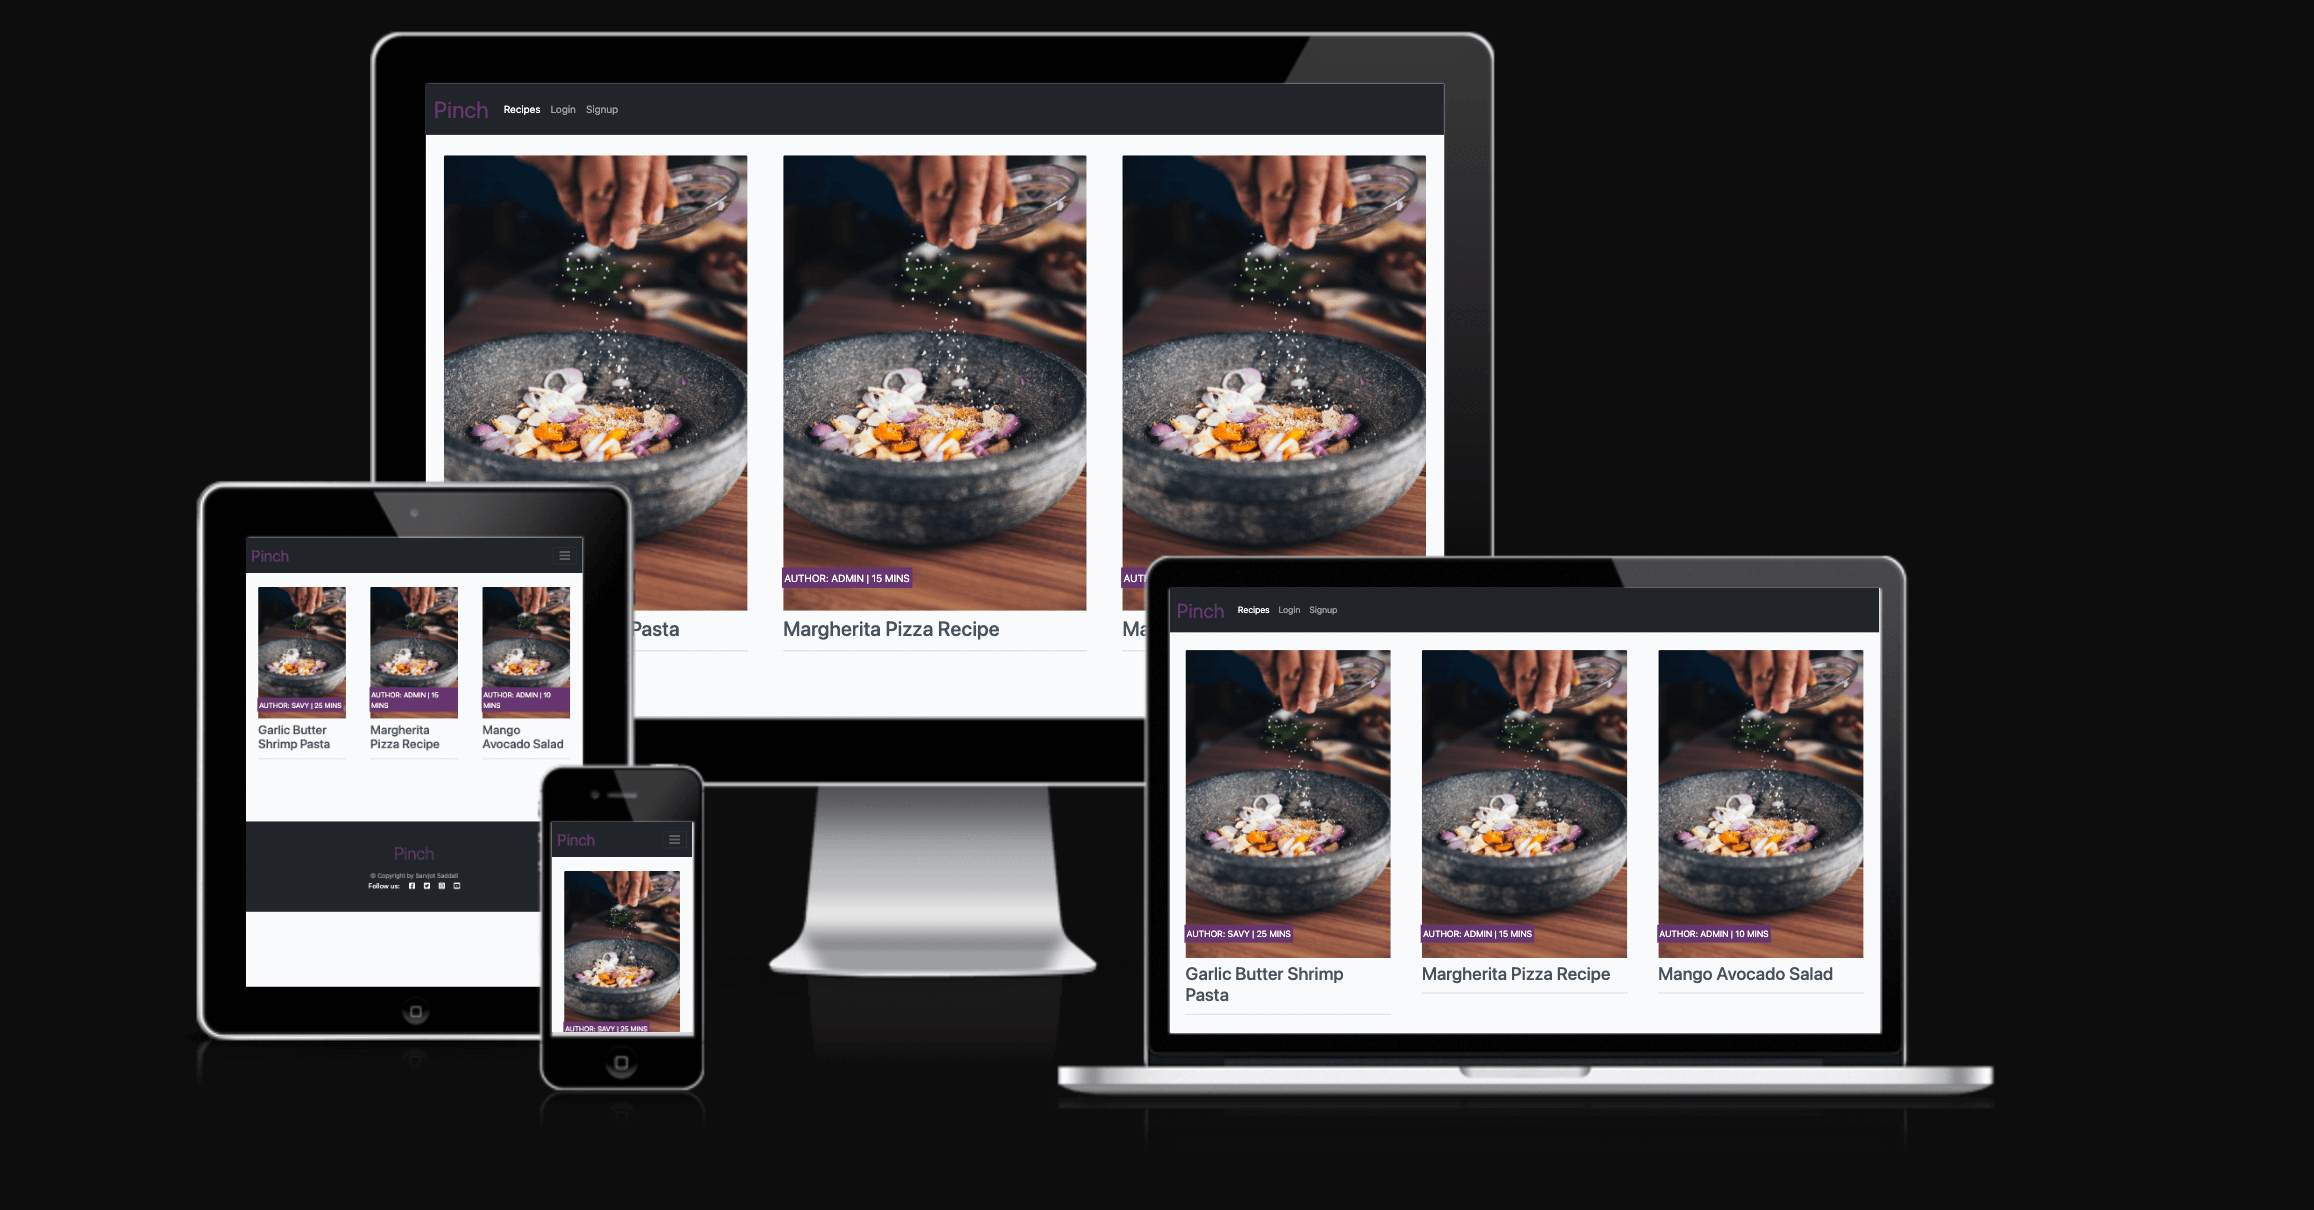 Pinch Recipes Login Signup
AUTHOR: ADMIN | 15 MINS
AUT
Pasta
Margherita Pizza Recipe
Ma
Pinch
AUTHOR: SAVY | 25 MINS
AUTHOR: ADMIN | 15
MINS
AUTHOR: ADMIN | 10
MINS
Garlic Butter
Shrimp Pasta
Margherita
Pizza Recipe
Mango
Avocado Salad
Pinch
© Copyright by Sarvjot Saddall
Follow us:
Pinch
AUTHOR: SAVY | 25 MINS
Pinch Recipes Login Signup
AUTHOR: SAVY | 25 MINS
AUTHOR: ADMIN | 15 MINS
AUTHOR: ADMIN | 10 MINS
Garlic Butter Shrimp
Pasta
Margherita Pizza Recipe
Mango Avocado Salad